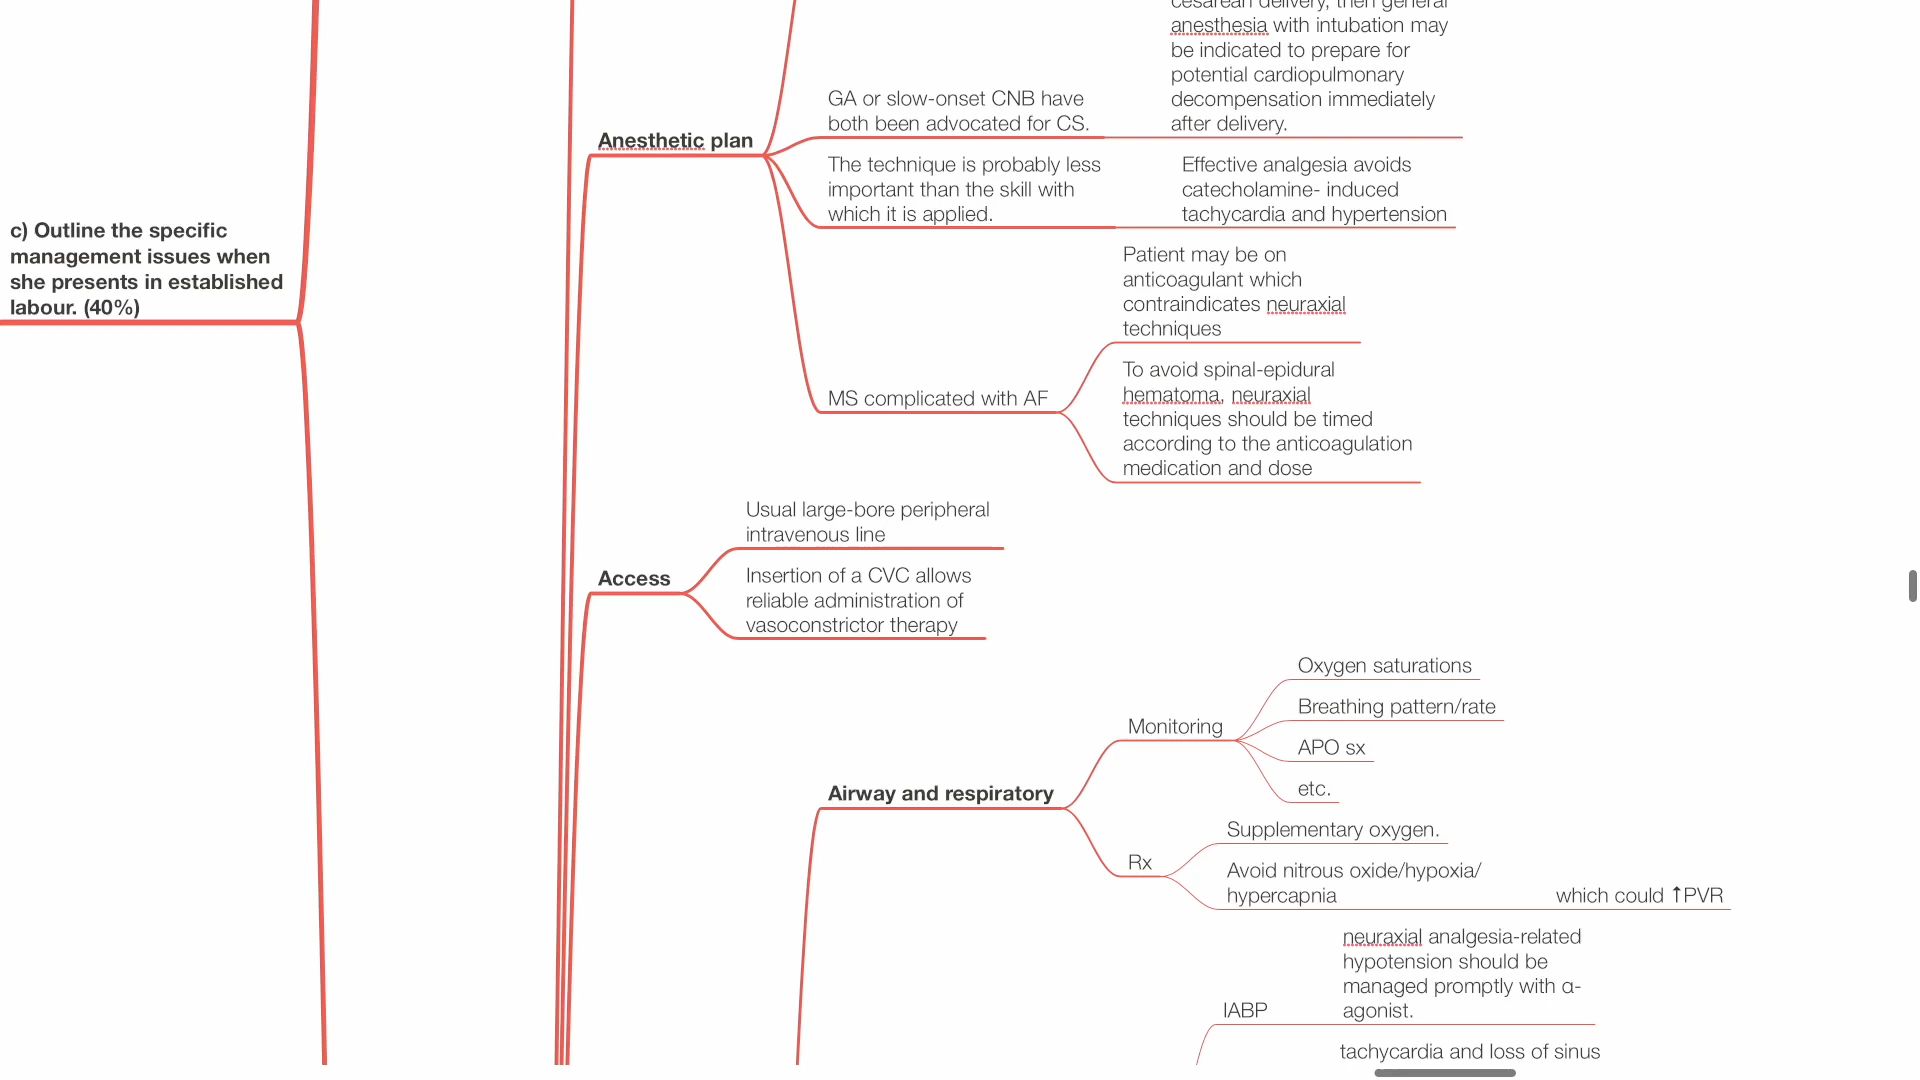 cesarean delivery, then general
anesthesia with intubation may
be indicated to prepare for
potential cardiopulmonary
decompensation immediately
after delivery.
GA or slow-onset CNB have
both been advocated for CS.
Anesthetic plan
The technique is probably less
important than the skill with
which it is applied.
Effective analgesia avoids
catecholamine- induced
tachycardia and hypertension
c) Outline the specific
management issues when
she presents in established
labour. (40%)
Patient may be on
anticoagulant which
contraindicates neuraxial
techniques
MS complicated with AF
To avoid spinal-epidural
hematoma, neuraxial
techniques should be timed
according to the anticoagulation
medication and dose
Usual large-bore peripheral
intravenous line
Access
Insertion of a CVC allows
reliable administration of
vasoconstrictor therapy
Airway and respiratory
Monitoring
Oxygen saturations
Breathing pattern/rate
APO sx
etc.
Rx
Supplementary oxygen.
Avoid nitrous oxide/hypoxia/
hypercapnia
which could ↑PVR
IABP
neuraxial analgesia-related
hypotension should be
managed promptly with α-
agonist.
tachycardia and loss of sinus